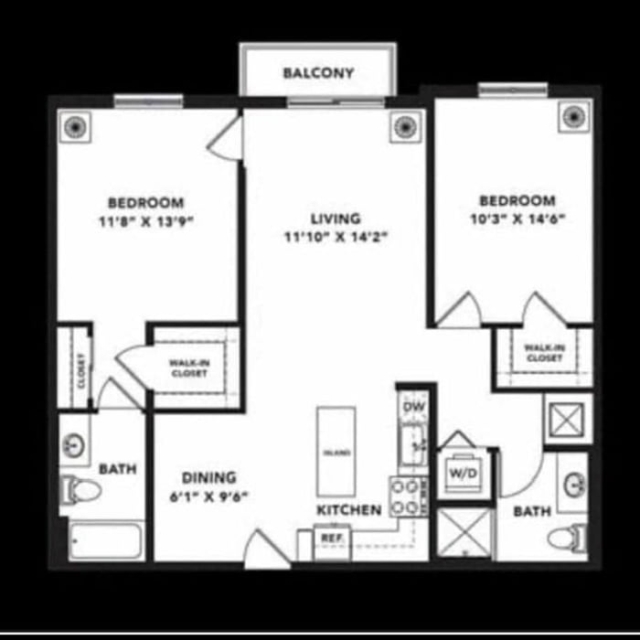 BALCONY
BEDROOM
11'8" X 13'9"
LIVING
11'10" X 14'2"
BEDROOM
10'3" X 14'6"
CLOSET
WALK-IN
CLOSET
WALK-IN
CLOSET
DW
ISLAND
BATH
DINING
6'1" X 9'6"
KITCHEN
REF.
W/D
BATH